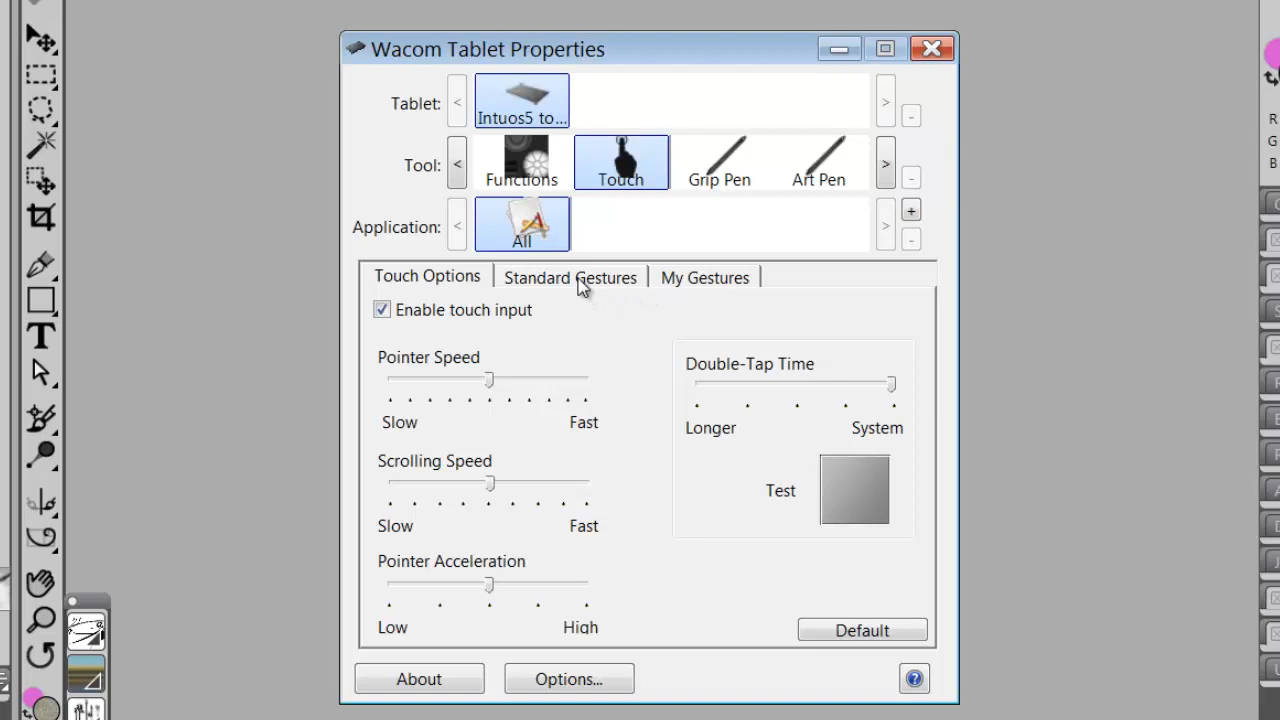 Wacom Tablet Properties
Tablet: < Intuos5 to... > -
Tool: < Functions Touch Grip Pen Art Pen > -
Application: < All > + -
Touch Options Standard Gestures My Gestures
Enable touch input
Pointer Speed
Slow Fast
Double-Tap Time
Longer System
Scrolling Speed
Slow Fast
Test
Pointer Acceleration
Low High
Default
About Options... ?
T
R
G
B